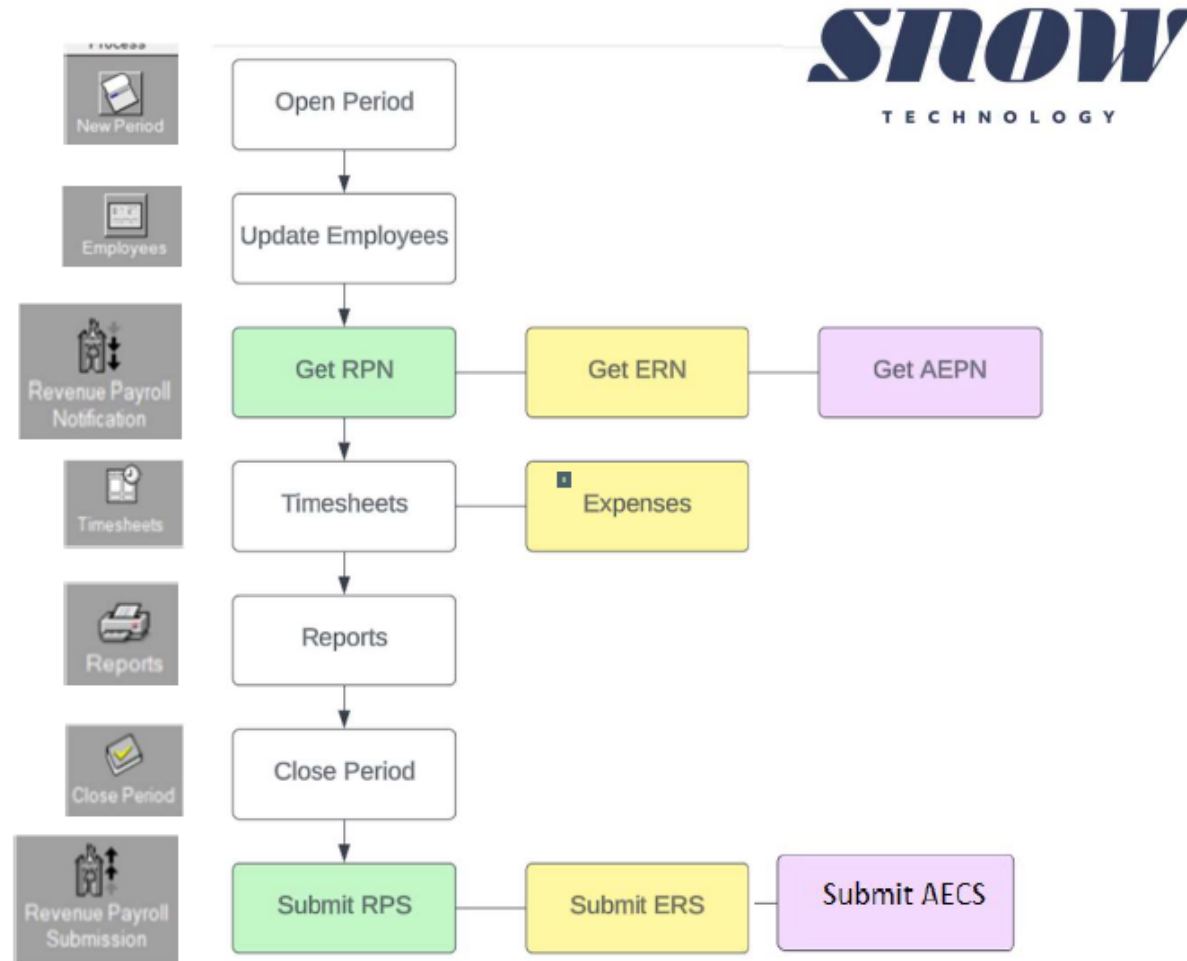 SNOW
TECHNOLOGY
Process
New Period
Open Period
Employees
Update Employees
Revenue Payroll
Notification
Get RPN
Get ERN
Get AEPN
Timesheets
Timesheets
Expenses
Reports
Reports
Close Period
Close Period
Revenue Payroll
Submission
Submit RPS
Submit ERS
Submit AECS